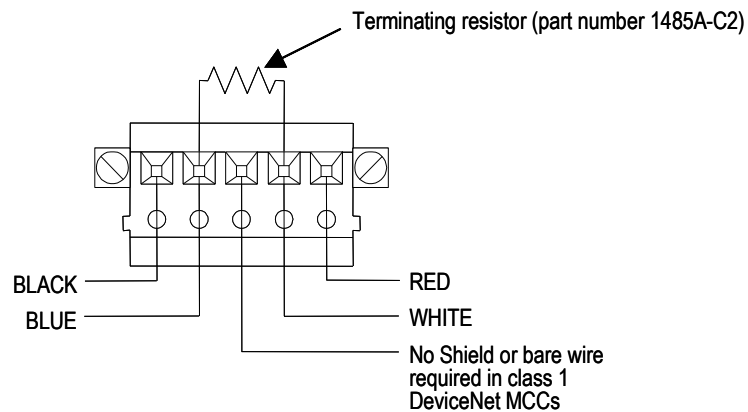 Terminating resistor (part number 1485A-C2)
BLACK
RED
BLUE
WHITE
No Shield or bare wire
required in class 1
DeviceNet MCCs